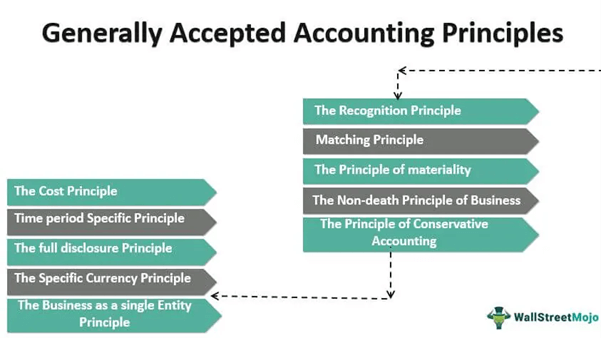 Generally Accepted Accounting Principles
The Recognition Principle
Matching Principle
The Principle of materiality
The Non-death Principle of Business
The Principle of Conservative
Accounting
The Cost Principle
Time period Specific Principle
The full disclosure Principle
The Specific Currency Principle
The Business as a single Entity
Principle
WallStreetMojo